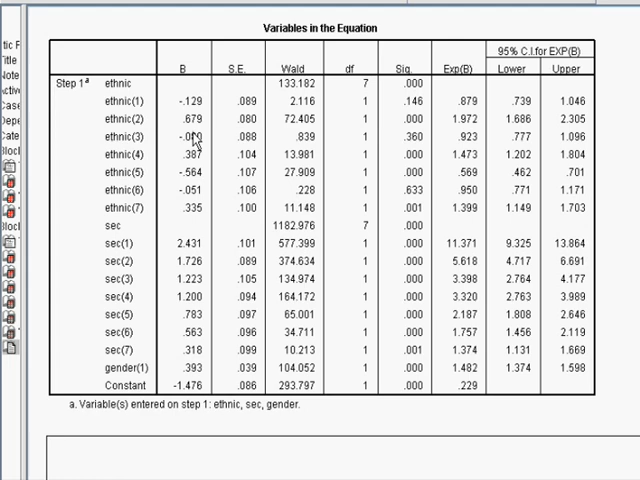 Variables in the Equation
95% C.I.for EXP(B)
B S.E. Wald df Sig. Exp(B) Lower Upper
Step 1a ethnic 133.182 7 .000
ethnic(1) -.129 .089 2.116 1 .146 .879 .739 1.046
ethnic(2) .679 .080 72.405 1 .000 1.972 1.686 2.305
ethnic(3) .088 .839 1 .360 .923 .777 1.096
ethnic(4) .387 .104 13.981 1 .000 1.473 1.202 1.804
ethnic(5) -.564 .107 27.909 1 .000 .569 .462 .701
ethnic(6) -.051 .106 .228 1 .633 .950 .771 1.171
ethnic(7) .335 .100 11.148 1 .001 1.399 1.149 1.703
sec 1182.976 7 .000
sec(1) 2.431 .101 577.399 1 .000 11.371 9.325 13.864
sec(2) 1.726 .089 374.634 1 .000 5.618 4.717 6.691
sec(3) 1.223 .105 134.974 1 .000 3.398 2.764 4.177
sec(4) 1.200 .094 164.172 1 .000 3.320 2.763 3.989
sec(5) .783 .097 65.001 1 .000 2.187 1.808 2.646
sec(6) .563 .096 34.711 1 .000 1.757 1.456 2.119
sec(7) .318 .099 10.213 1 .001 1.374 1.131 1.669
gender(1) .393 .039 104.052 1 .000 1.482 1.374 1.598
Constant -1.476 .086 293.797 1 .000 .229
a. Variable(s) entered on step 1: ethnic, sec, gender.